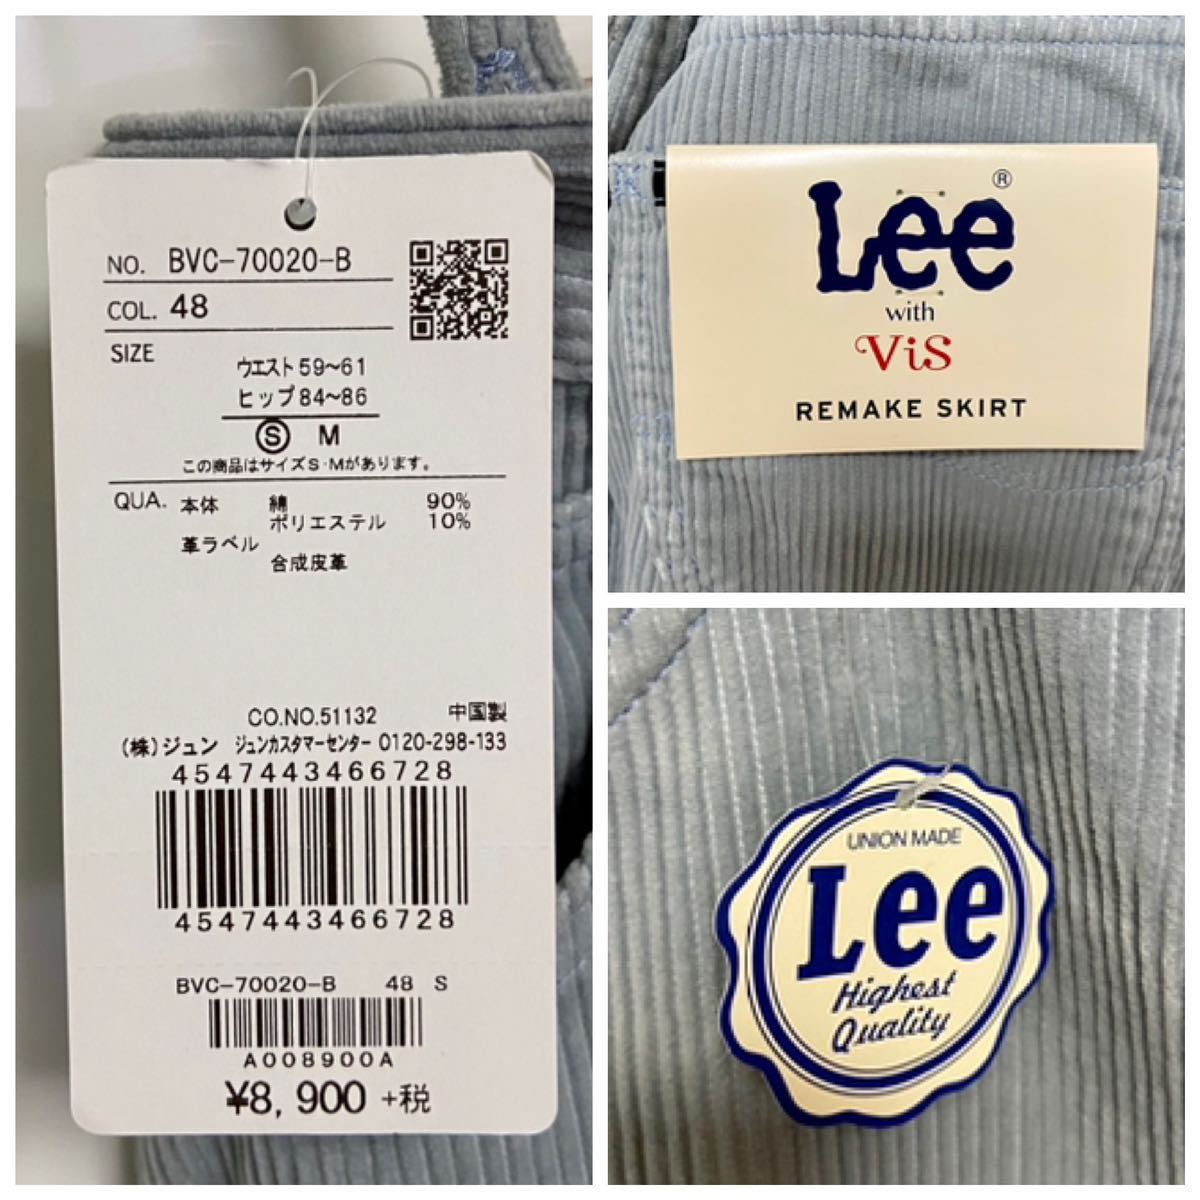 NO. BVC-70020-B
COL. 48
SIZE
ウエスト59〜61
ヒップ84〜86
Ⓢ M
この商品はサイズS·Mがあります。
QUA. 本体 綿 90%
ポリエステル 10%
革ラベル
合成皮革
CO.NO.51132 中国製
(株)ジュン ジュンカスタマーセンター 0120-298-133
4547443466728
4547443466728
BVC-70020-B 48 S
A008900A
¥8,900 +税
Lee®
with
ViS
REMAKE SKIRT
UNION MADE
Lee
Highest
Quality